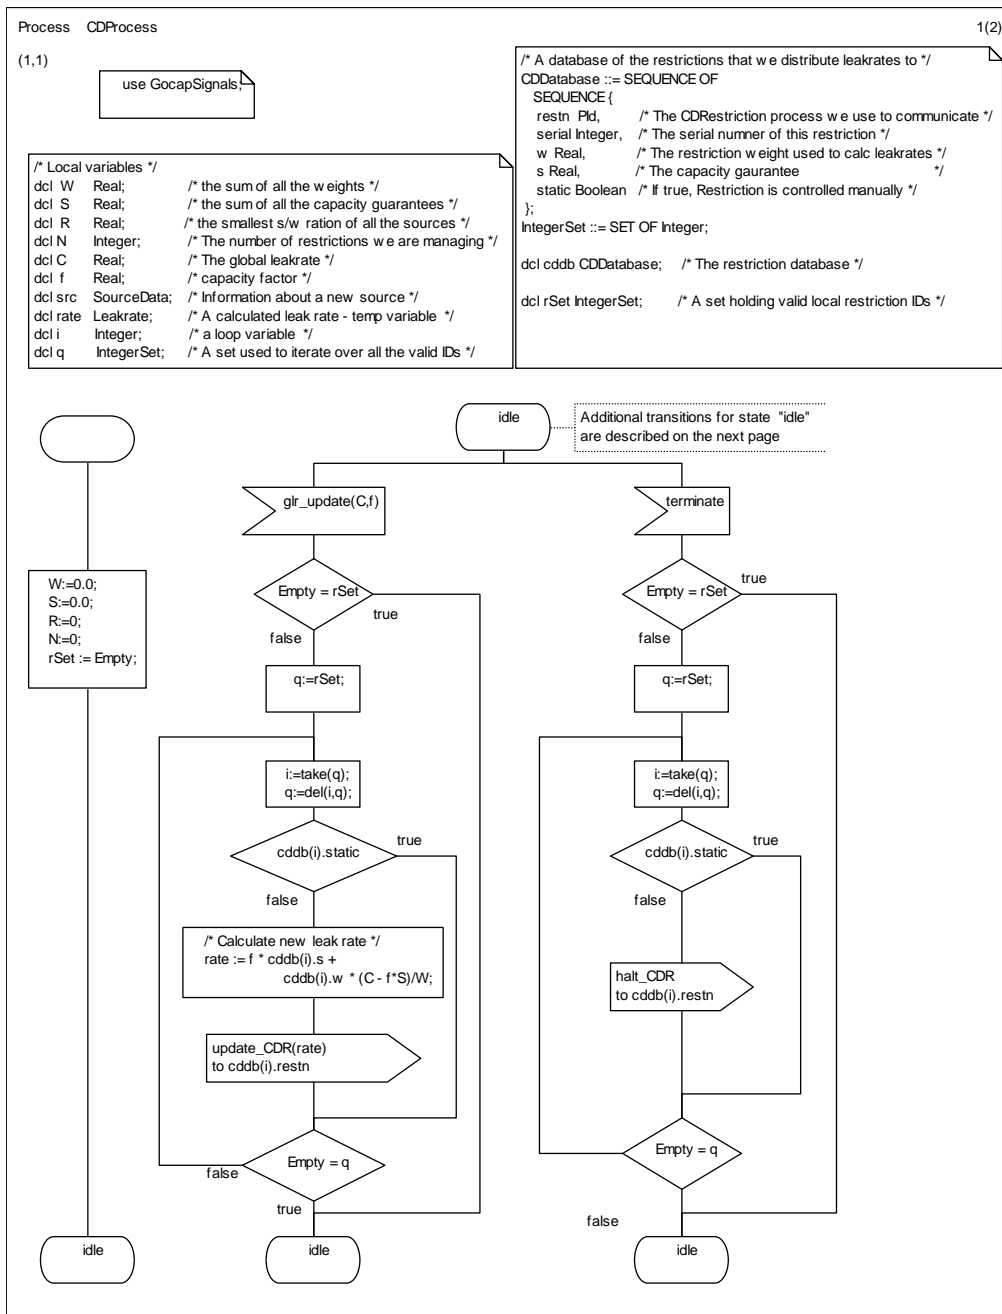 Process CDProcess 1(2)
(1,1)
use GocapSignals;
/* A database of the restrictions that we distribute leakrates to */
CDDatabase ::= SEQUENCE OF
SEQUENCE {
restn PId, /* The CDRestriction process we use to communicate */
serial Integer, /* The serial numner of this restriction */
w Real, /* The restriction weight used to calc leakrates */
s Real, /* The capacity gaurantee */
static Boolean /* If true, Restriction is controlled manually */
};
IntegerSet ::= SET OF Integer;
dcl cddb CDDatabase; /* The restriction database */
dcl rSet IntegerSet; /* A set holding valid local restriction IDs */
/* Local variables */
dcl W Real; /* the sum of all the weights */
dcl S Real; /* the sum of all the capacity guarantees */
dcl R Real; /* the smallest s/w ration of all the sources */
dcl N Integer; /* The number of restrictions we are managing */
dcl C Real; /* The global leakrate */
dcl f Real; /* capacity factor */
dcl src SourceData; /* Information about a new source */
dcl rate Leakrate; /* A calculated leak rate - temp variable */
dcl i Integer; /* a loop variable */
dcl q IntegerSet; /* A set used to iterate over all the valid IDs */
idle
Additional transitions for state "idle"
are described on the next page
W:=0.0;
S:=0.0;
R:=0;
N:=0;
rSet := Empty;
idle
glr_update(C,f)
Empty = rSet
true
false
q:=rSet;
i:=take(q);
q:=del(i,q);
cddb(i).static
true
false
/* Calculate new leak rate */
rate := f * cddb(i).s +
cddb(i).w * (C - f*S)/W;
update_CDR(rate)
to cddb(i).restn
Empty = q
false
true
idle
terminate
Empty = rSet
true
false
q:=rSet;
i:=take(q);
q:=del(i,q);
cddb(i).static
true
false
halt_CDR
to cddb(i).restn
Empty = q
false
idle